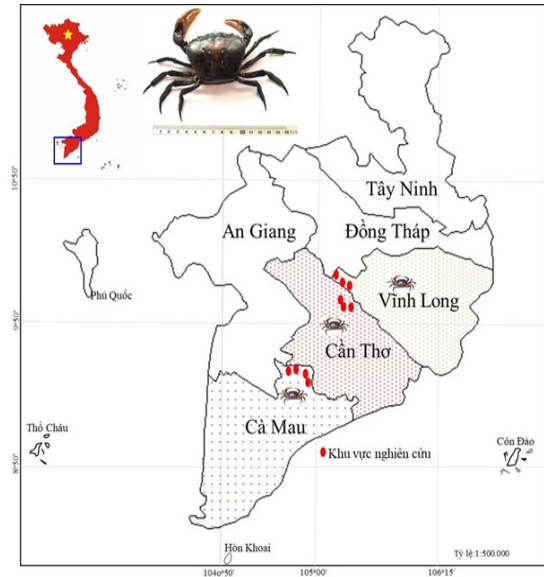 Tây Ninh
An Giang
Đồng Tháp
Phú Quốc
Vĩnh Long
Cần Thơ
Cà Mau
Thổ Châu
Côn Đảo
Khu vực nghiên cứu
Hòn Khoai
Tỷ lệ:1:500.000
10°50'
9°50'
8°50'
104°50'
105°00
106°15'